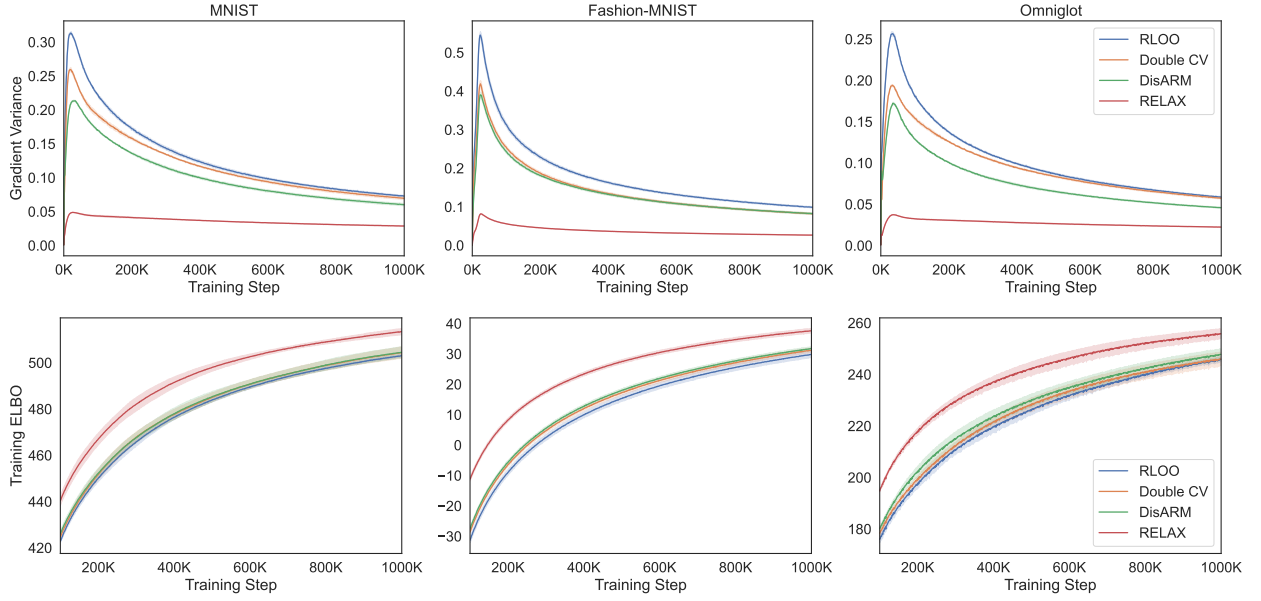 MNIST
Fashion-MNIST
Omniglot
Gradient Variance
0.30
0.25
0.20
0.15
0.10
0.05
0.00
0K 200K 400K 600K 800K 1000K
Training Step
0.5
0.4
0.3
0.2
0.1
0.0
0K 200K 400K 600K 800K 1000K
Training Step
0.25
0.20
0.15
0.10
0.05
0.00
0K 200K 400K 600K 800K 1000K
Training Step
RLOO
Double CV
DisARM
RELAX
Training ELBO
500
480
460
440
420
200K 400K 600K 800K 1000K
Training Step
40
30
20
10
0
−10
−20
−30
200K 400K 600K 800K 1000K
Training Step
260
240
220
200
180
200K 400K 600K 800K 1000K
Training Step
RLOO
Double CV
DisARM
RELAX